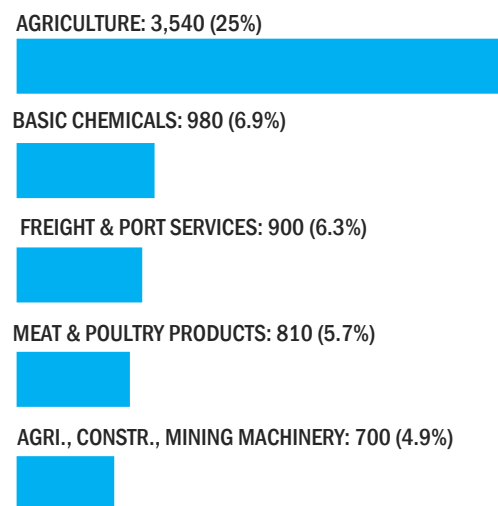 AGRICULTURE: 3,540 (25%)
BASIC CHEMICALS: 980 (6.9%)
FREIGHT & PORT SERVICES: 900 (6.3%)
MEAT & POULTRY PRODUCTS: 810 (5.7%)
AGRI., CONSTR., MINING MACHINERY: 700 (4.9%)